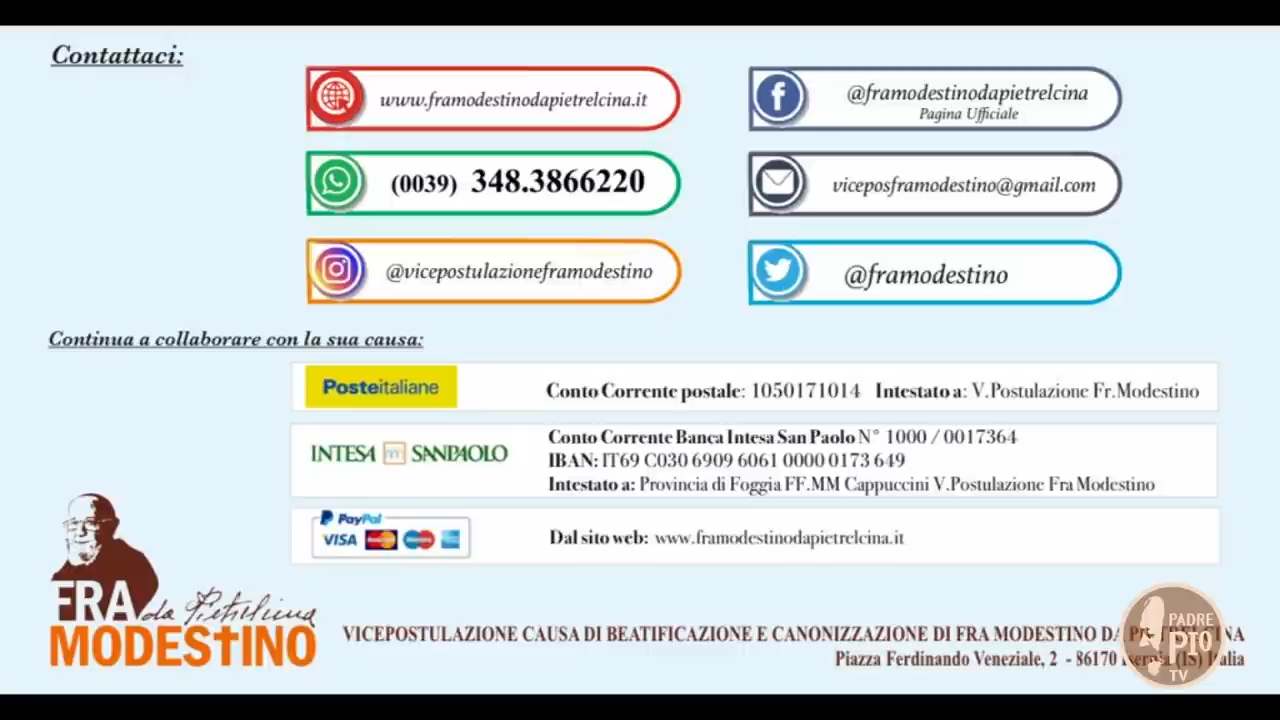 Contattaci:
www.framodestinodapietrelcina.it
@framodestinodapietrelcina
Pagina Ufficiale
(0039) 348.3866220
viceposframodestino@gmail.com
@vicepostulazioneframodestino
@framodestino
Continua a collaborare con la sua causa:
Posteitaliane
Conto Corrente postale: 1050171014 Intestato a: V.Postulazione Fr.Modestino
INTESA SANPAOLO
Conto Corrente Banca Intesa San Paolo N° 1000 / 0017364
IBAN: IT69 C030 6909 6061 0000 0173 649
Intestato a: Provincia di Foggia FF.MM Cappuccini V.Postulazione Fra Modestino
PayPal
VISA
Dal sito web: www.framodestinodapietrelcina.it
FRA da Pietrelcina
MODESTINO
VICEPOSTULAZIONE CAUSA DI BEATIFICAZIONE E CANONIZZAZIONE DI FRA MODESTINO DA
Piazza Ferdinando Veneziale, 2 - 86170 Isernia (IS) Italia
PADRE
PIO
TV